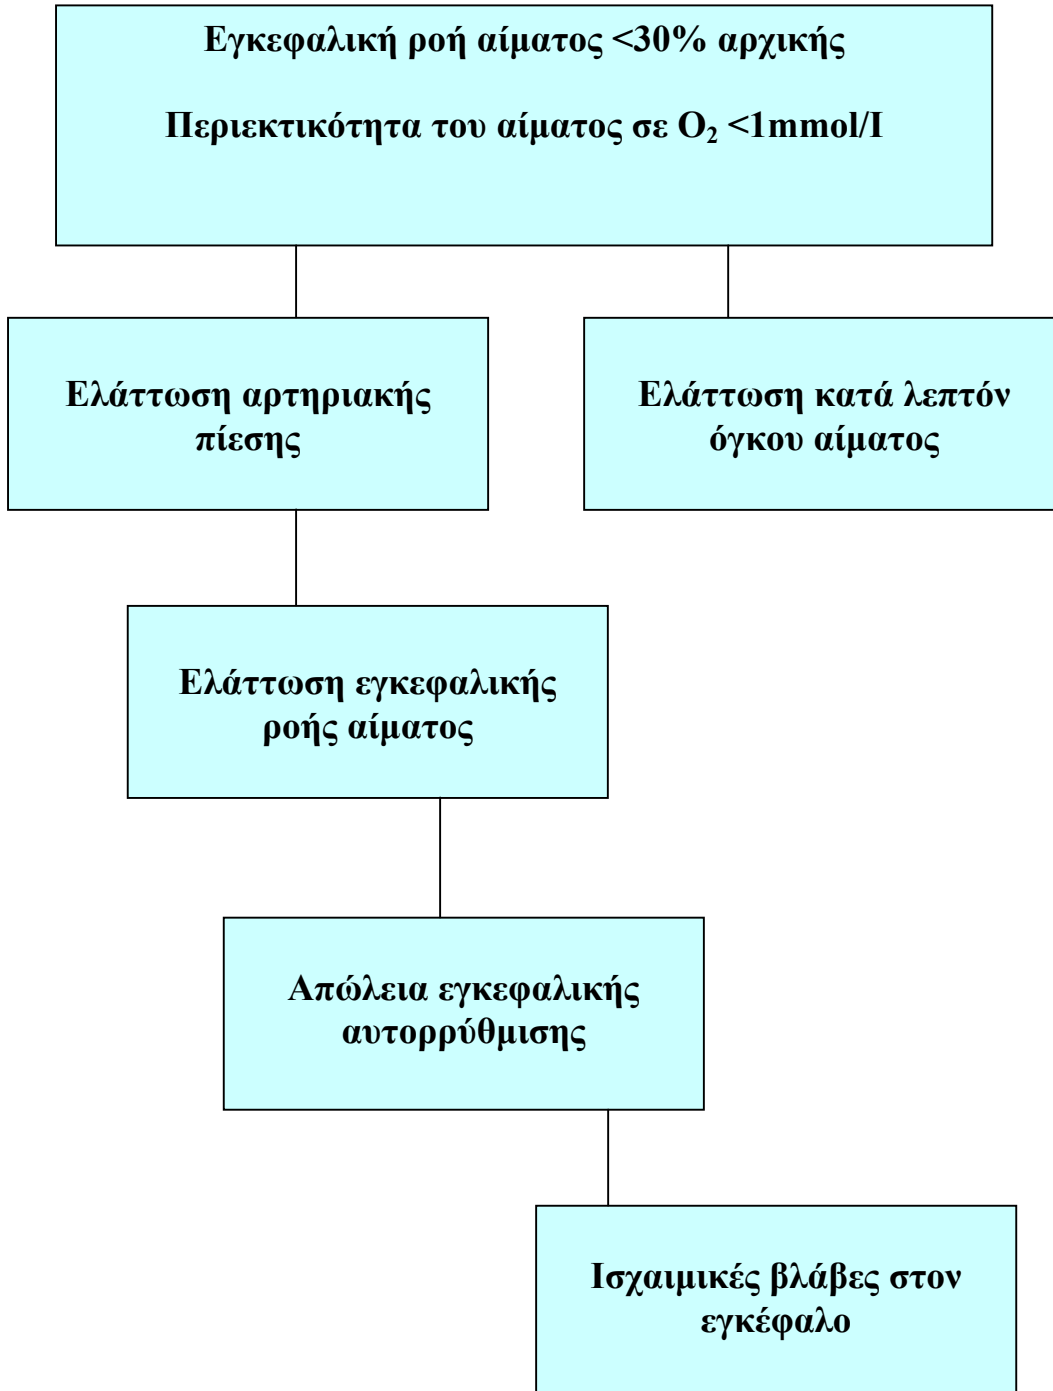 Εγκεφαλική ροή αίματος <30% αρχικής
Περιεκτικότητα του αίματος σε O₂ <1mmol/I
Ελάττωση αρτηριακής
πίεσης
Ελάττωση κατά λεπτόν
όγκου αίματος
Ελάττωση εγκεφαλικής
ροής αίματος
Απώλεια εγκεφαλικής
αυτορρύθμισης
Ισχαιμικές βλάβες στον
εγκέφαλο